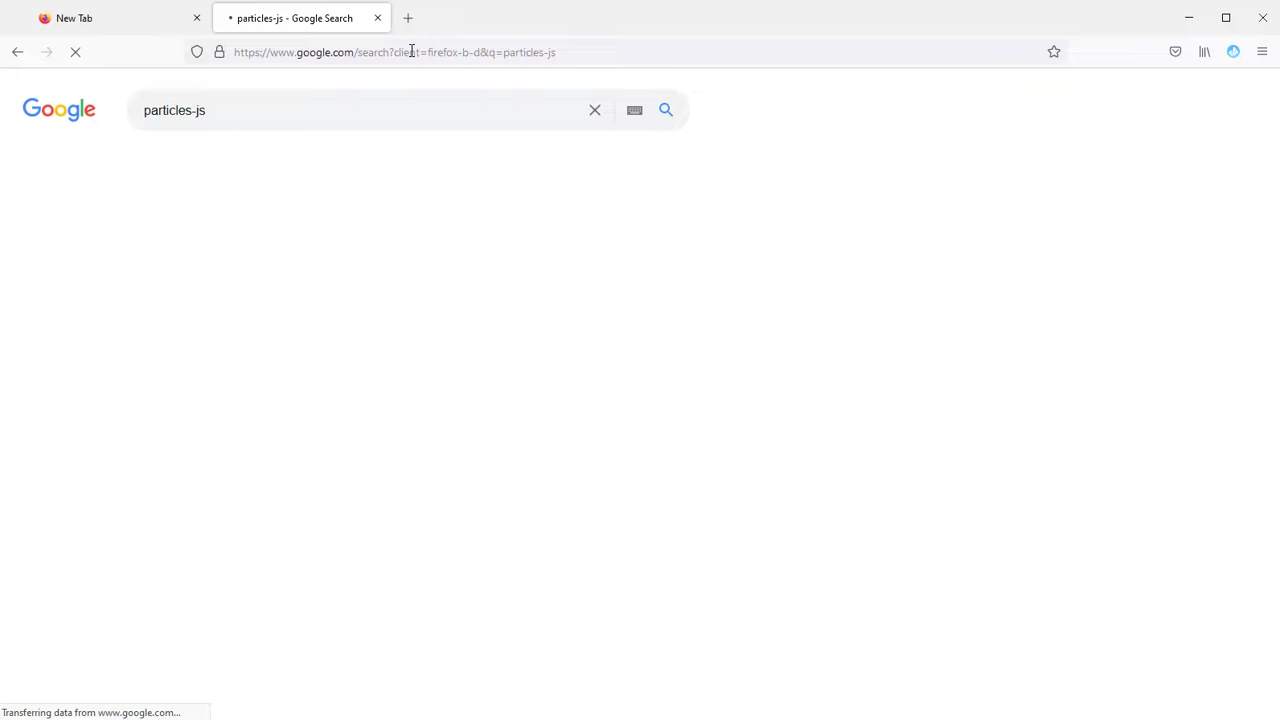 New Tab
particles-js - Google Search
https://www.google.com/search?client=firefox-b-d&q=particles-js
Google
particles-js
Transferring data from www.google.com...